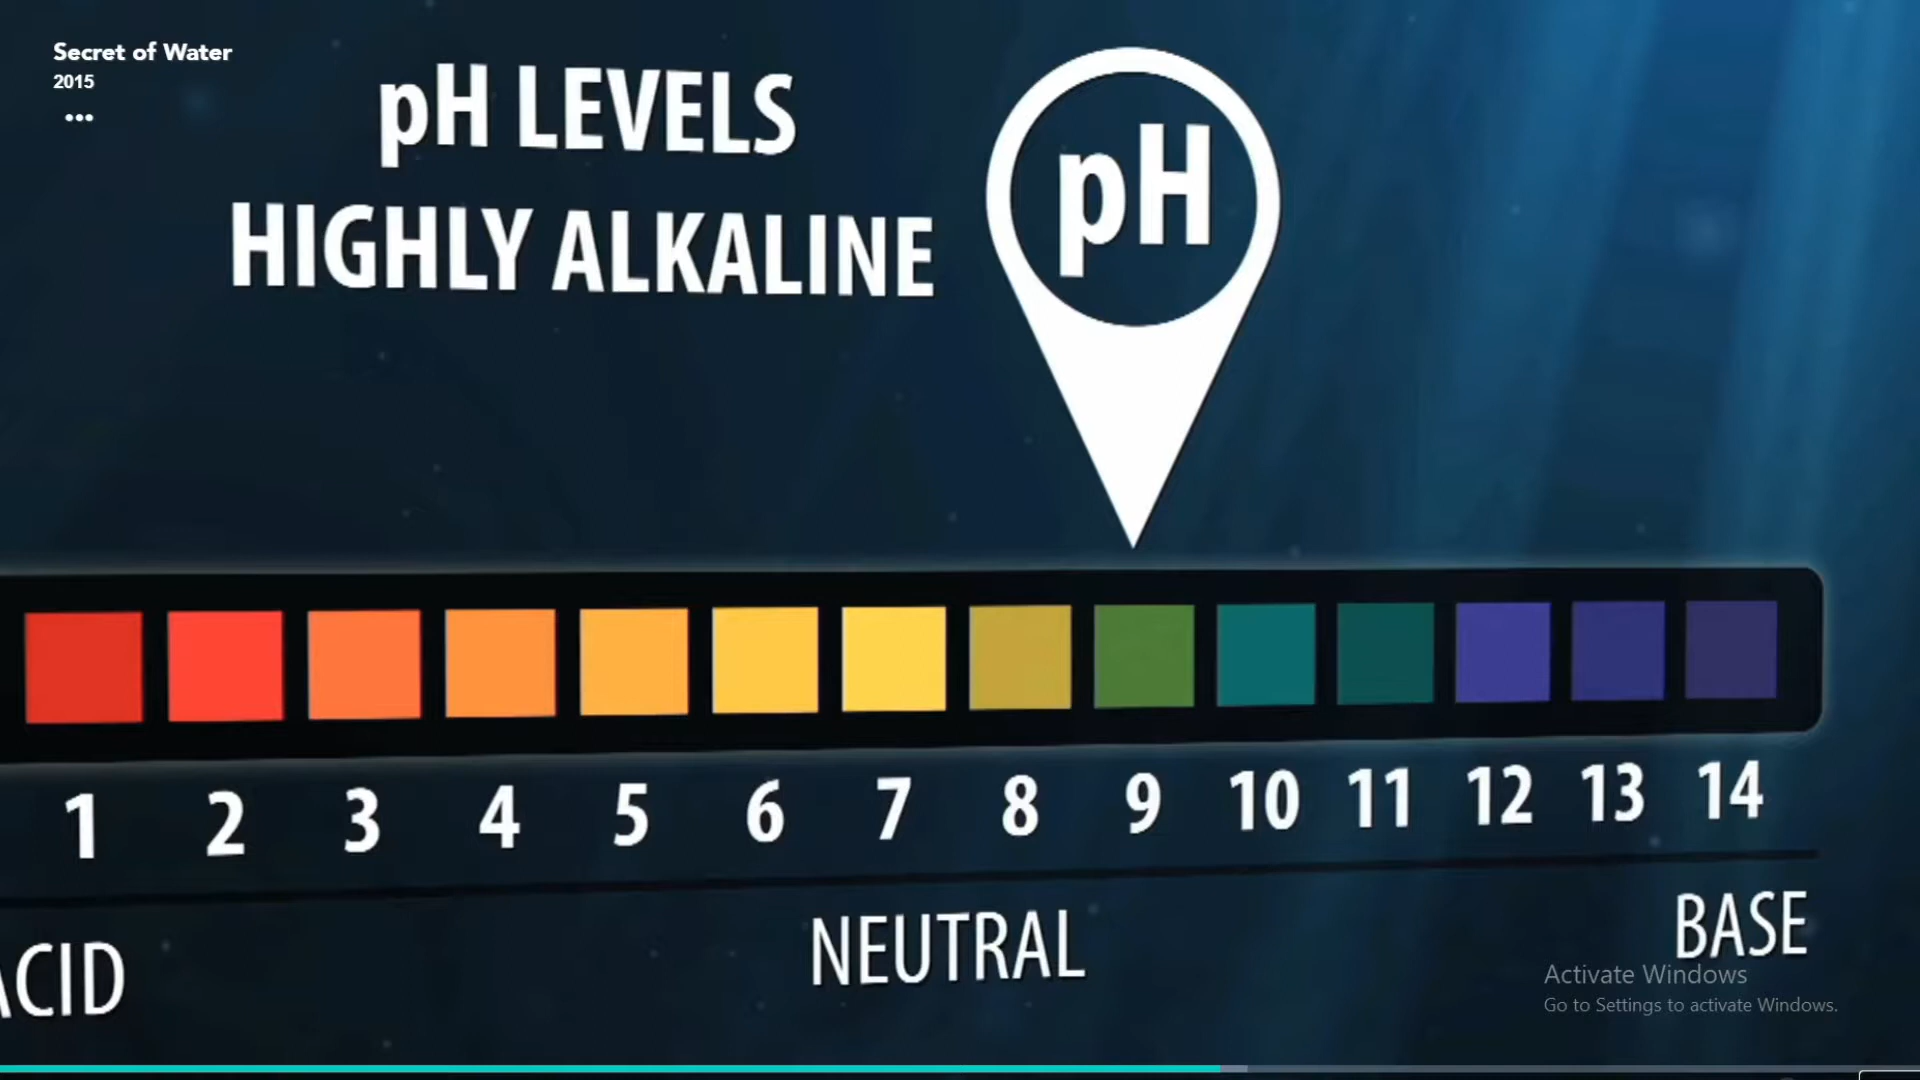 Secret of Water
2015
pH LEVELS
HIGHLY ALKALINE
pH
1 2 3 4 5 6 7 8 9 10 11 12 13 14
ACID NEUTRAL BASE
Activate Windows
Go to Settings to activate Windows.